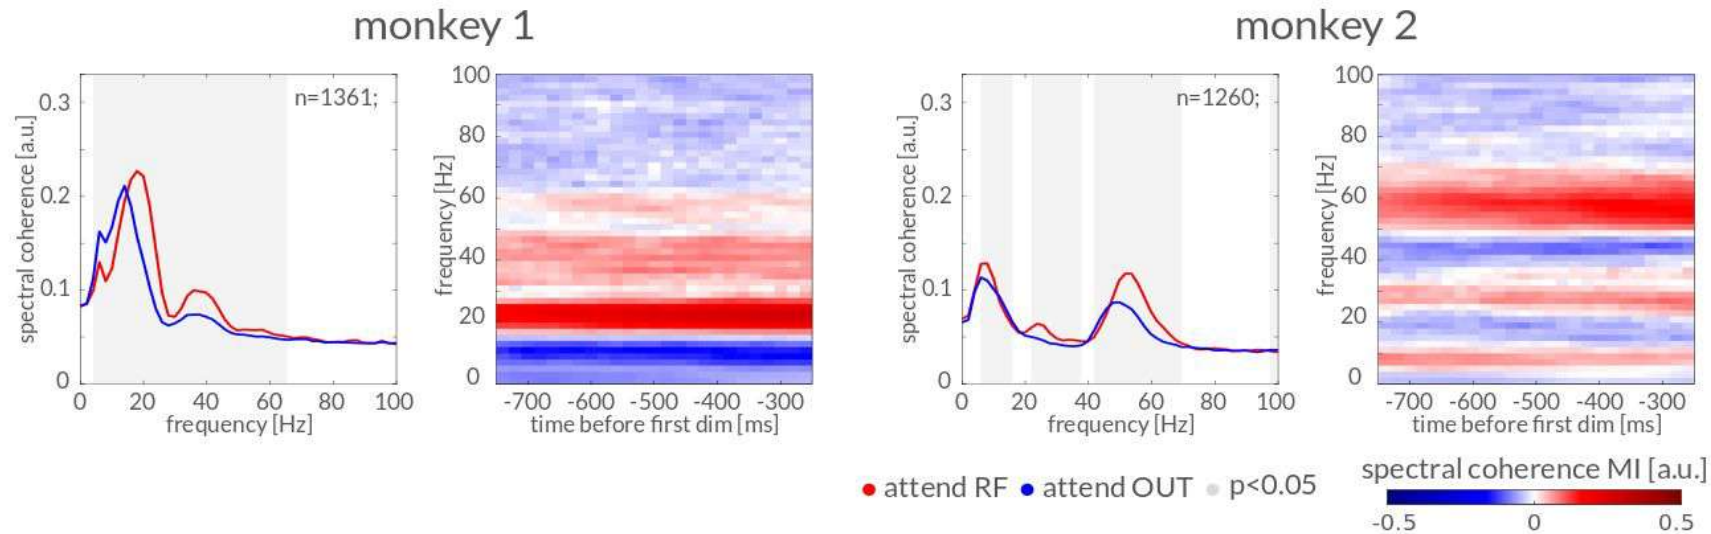 monkey 1
monkey 2
spectral coherence [a.u.]
0.3
0.2
0.1
0
n=1361;
0 20 40 60 80 100
frequency [Hz]
frequency [Hz]
100
80
60
40
20
0
-700 -600 -500 -400 -300
time before first dim [ms]
spectral coherence [a.u.]
0.3
0.2
0.1
0
n=1260;
0 20 40 60 80 100
frequency [Hz]
frequency [Hz]
100
80
60
40
20
0
-700 -600 -500 -400 -300
time before first dim [ms]
attend RF attend OUT p<0.05
spectral coherence MI [a.u.]
-0.5 0 0.5